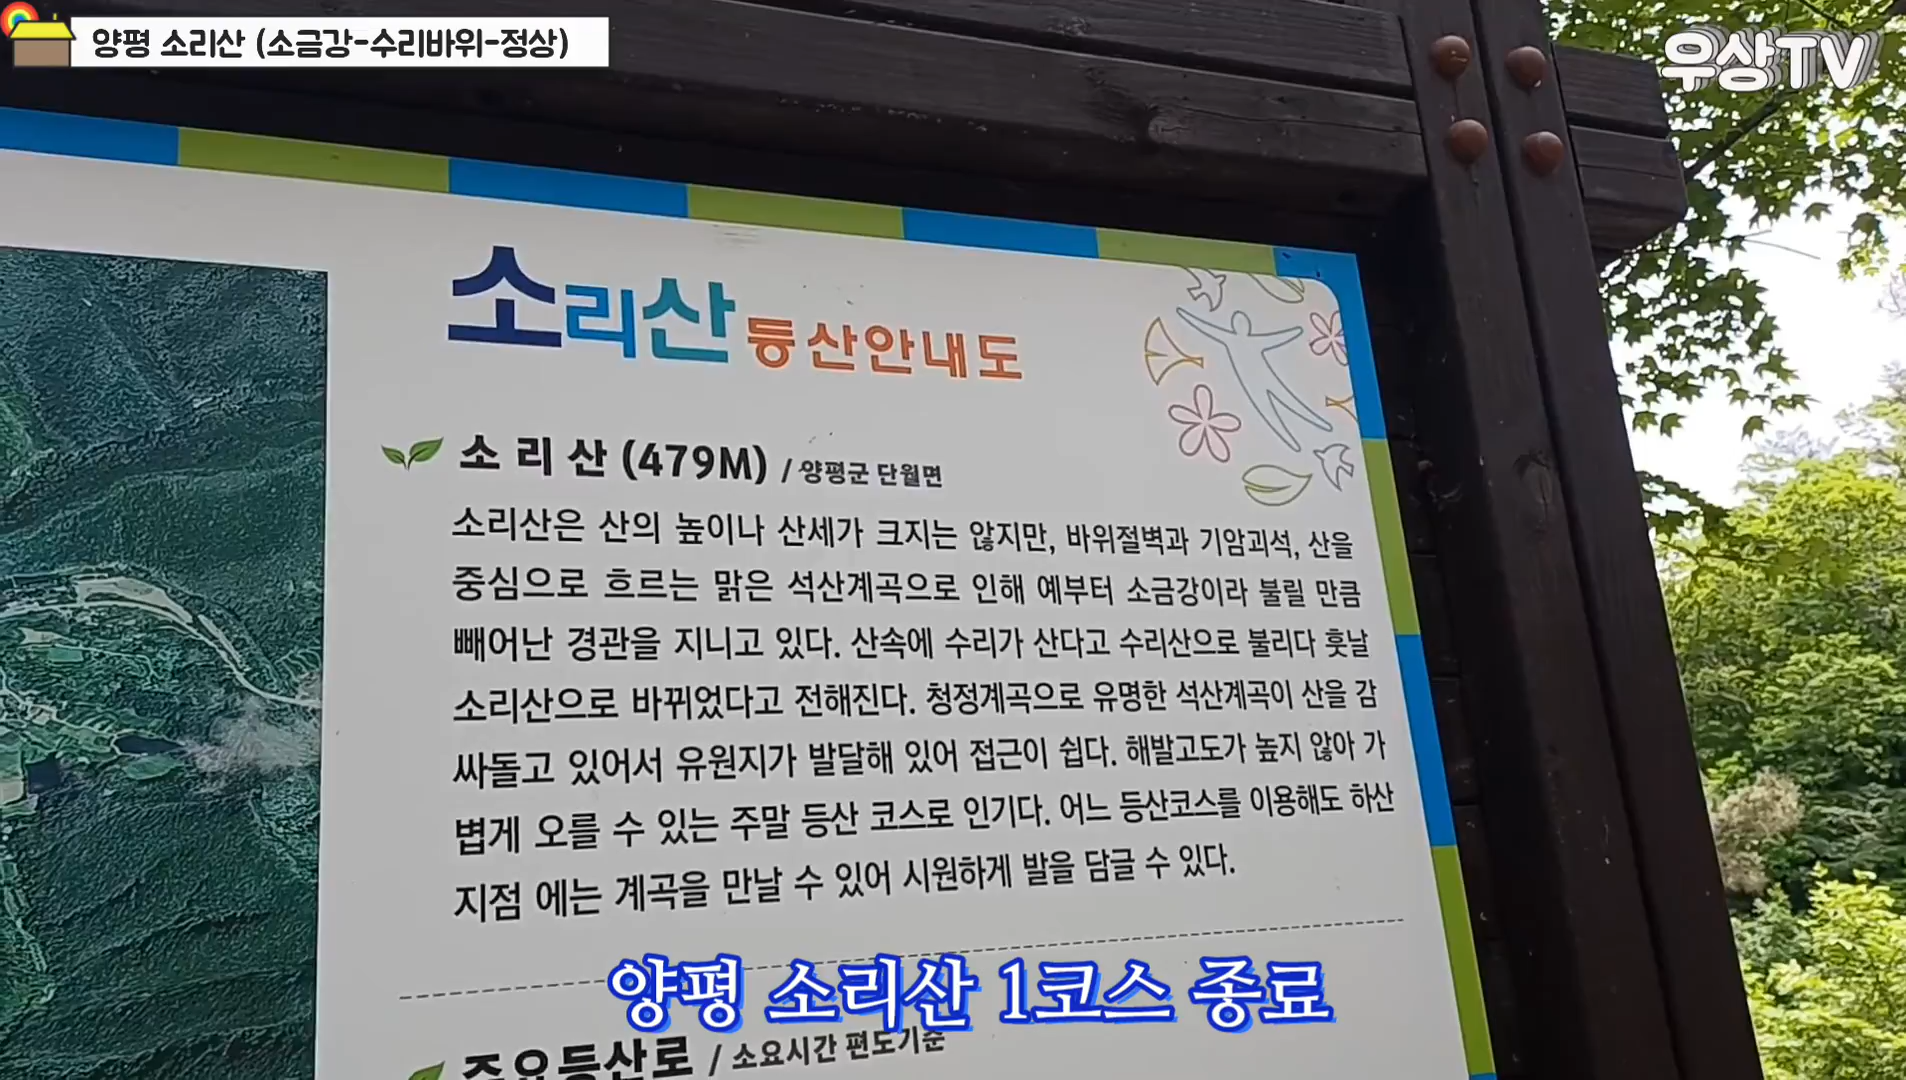 양평 소리산 (소금강-수리바위-정상)
우상TV
소리산 등산안내도
소리산 (479M) / 양평군 단월면
소리산은 산의 높이나 산세가 크지는 않지만, 바위절벽과 기암괴석, 산을
중심으로 흐르는 맑은 석산계곡으로 인해 예부터 소금강이라 불릴 만큼
빼어난 경관을 지니고 있다. 산속에 수리가 산다고 수리산으로 불리다 훗날
소리산으로 바뀌었다고 전해진다. 청정계곡으로 유명한 석산계곡이 산을 감
싸돌고 있어서 유원지가 발달해 있어 접근이 쉽다. 해발고도가 높지 않아 가
볍게 오를 수 있는 주말 등산 코스로 인기다. 어느 등산코스를 이용해도 하산
지점 에는 계곡을 만날 수 있어 시원하게 발을 담글 수 있다.
양평 소리산 1코스 종료
주요등산로 / 소요시간 편도기준